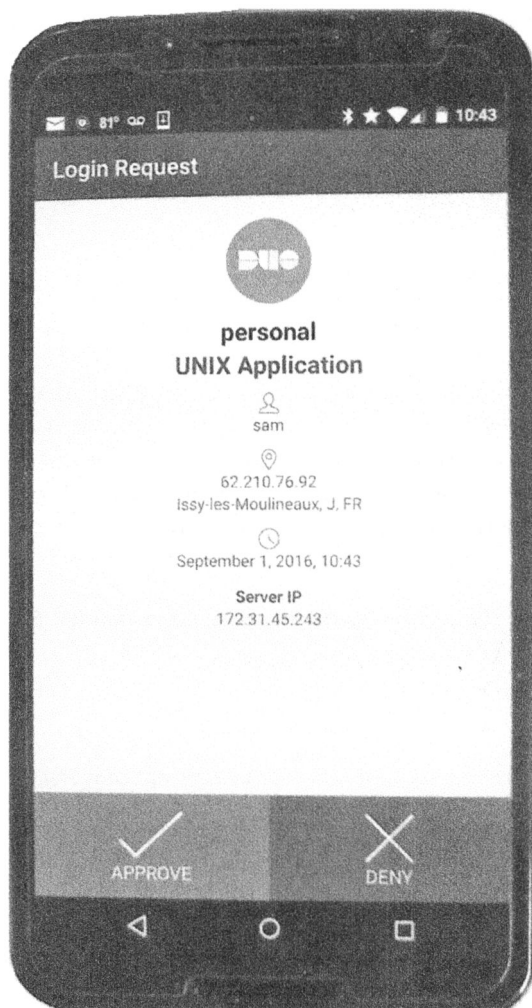 81° 10:43
Login Request
DUO
personal
UNIX Application
sam
62.210.76.92
Issy-les-Moulineaux, J, FR
September 1, 2016, 10:43
Server IP
172.31.45.243
APPROVE
DENY